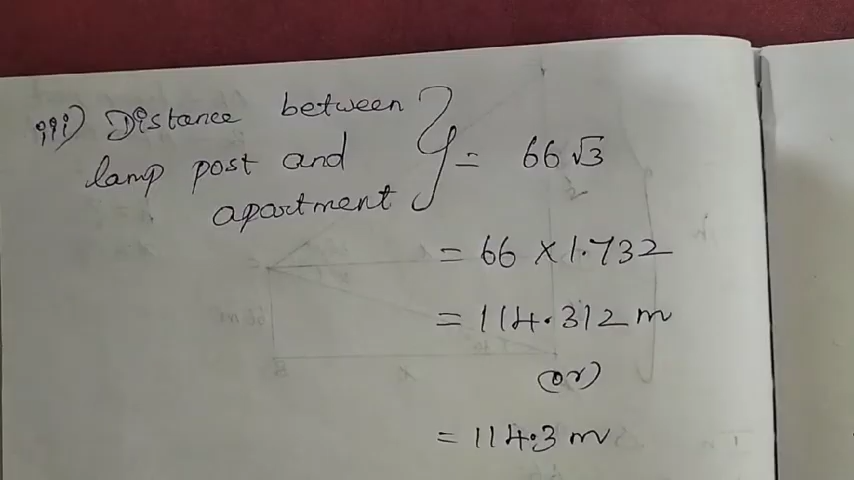 iii) Distance between
lamp post and
apartment } = 66√3
= 66 × 1.732
= 114.312 m
(or)
= 114.3 m